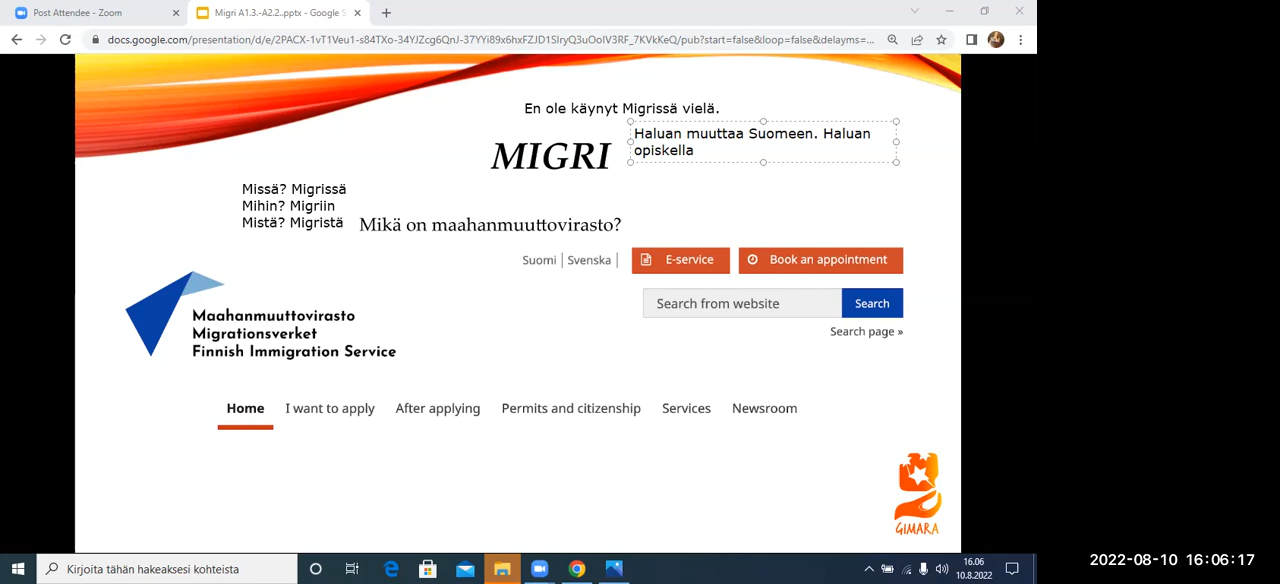 Post Attendee - Zoom
Migri A1.3.-A2.2..pptx - Google S
docs.google.com/presentation/d/e/2PACX-1vT1Veu1-s84TXo-34YJZcg6QnJ-37YYi89x6hxFZJD1SIryQ3uOoIV3RF_7KVkKeQ/pub?start=false&loop=false&delayms=...
En ole käynyt Migrissä vielä.
Haluan muuttaa Suomeen. Haluan
opiskella
MIGRI
Missä? Migrissä
Mihin? Migriin
Mistä? Migristä
Mikä on maahanmuuttovirasto?
Suomi | Svenska |
E-service
Book an appointment
Search from website
Search
Search page »
Maahanmuuttovirasto
Migrationsverket
Finnish Immigration Service
Home I want to apply After applying Permits and citizenship Services Newsroom
GIMARA
Kirjoita tähän hakeaksesi kohteista
16.06
10.8.2022
2022-08-10 16:06:17